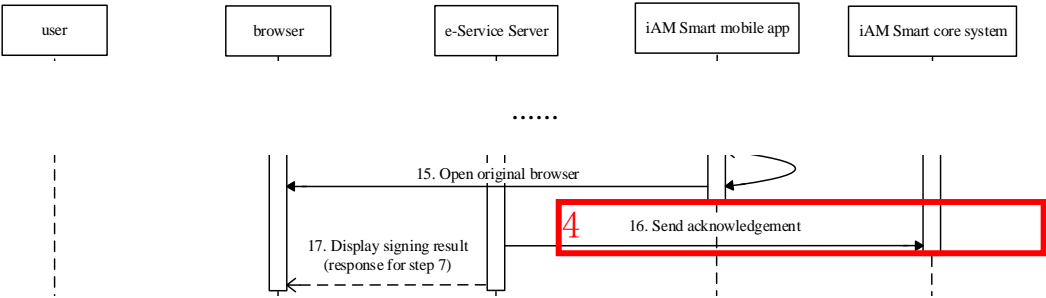 user
browser
e-Service Server
iAM Smart mobile app
iAM Smart core system
......
15. Open original browser
4
16. Send acknowledgement
17. Display signing result
(response for step 7)